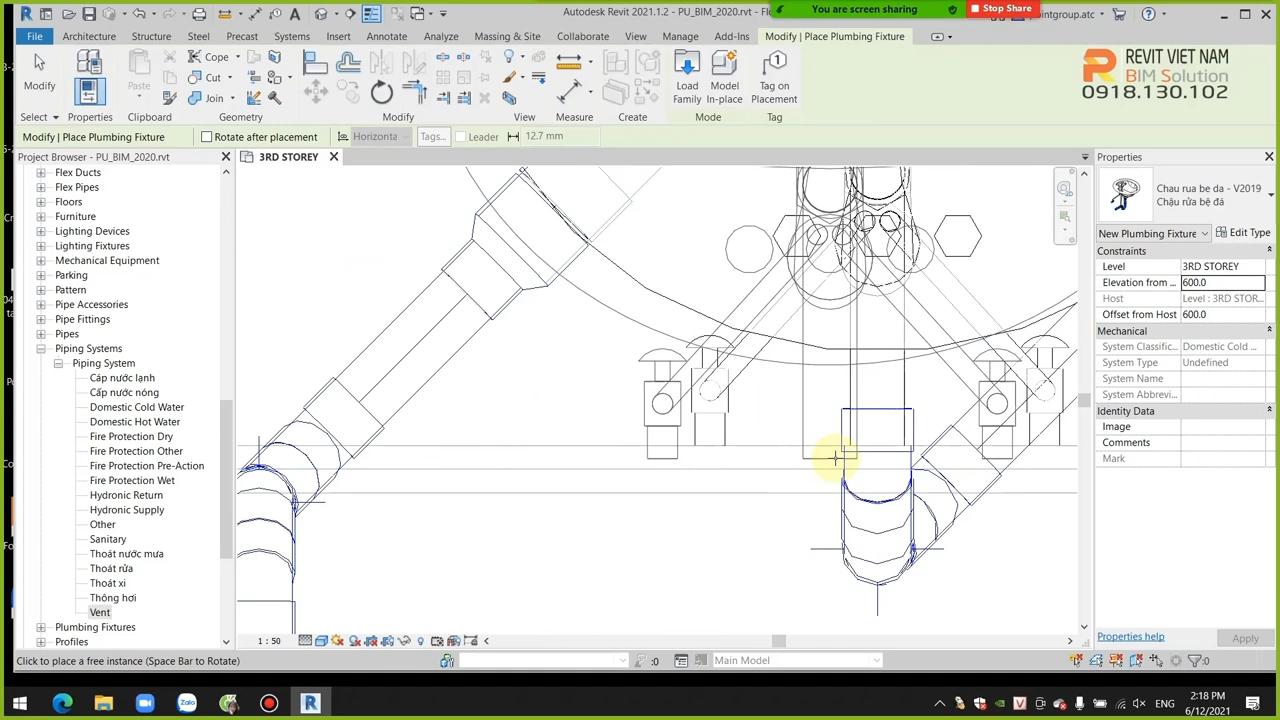 Autodesk Revit 2021.1.2 - PU_BIM_2020.rvt - Fl
You are screen sharing
Stop Share
ointgroup.atc
File Architecture Structure Steel Precast Systems Insert Annotate Analyze Massing & Site Collaborate View Manage Add-Ins Modify | Place Plumbing Fixture
REVIT VIET NAM
BIM Solution
0918.130.102
Modify
Paste
Cope
Cut
Join
Load Family
Model In-place
Tag on Placement
Select Properties Clipboard Geometry Modify View Measure Create Mode Tag
Modify | Place Plumbing Fixture Rotate after placement Horizonta Tags... Leader 12.7 mm
Project Browser - PU_BIM_2020.rvt
3RD STOREY
Properties
Flex Ducts
Flex Pipes
Floors
Furniture
Lighting Devices
Lighting Fixtures
Mechanical Equipment
Parking
Pattern
Pipe Accessories
Pipe Fittings
Pipes
Piping Systems
Piping System
Cáp nước lạnh
Cấp nước nóng
Domestic Cold Water
Domestic Hot Water
Fire Protection Dry
Fire Protection Other
Fire Protection Pre-Action
Fire Protection Wet
Hydronic Return
Hydronic Supply
Other
Sanitary
Thoát nước mưa
Thoát rửa
Thoát xi
Thông hơi
Vent
Plumbing Fixtures
Profiles
Chau rua be da - V2019
Chậu rửa bệ đá
New Plumbing Fixture
Edit Type
Constraints
Level 3RD STOREY
Elevation from ... 600.0
Host Level : 3RD STOR...
Offset from Host 600.0
Mechanical
System Classific... Domestic Cold ...
System Type Undefined
System Name
System Abbrevi...
Identity Data
Image
Comments
Mark
Properties help
Apply
1 : 50
Click to place a free instance (Space Bar to Rotate)
:0
Main Model
:0
Zalo
ENG
2:18 PM
6/12/2021